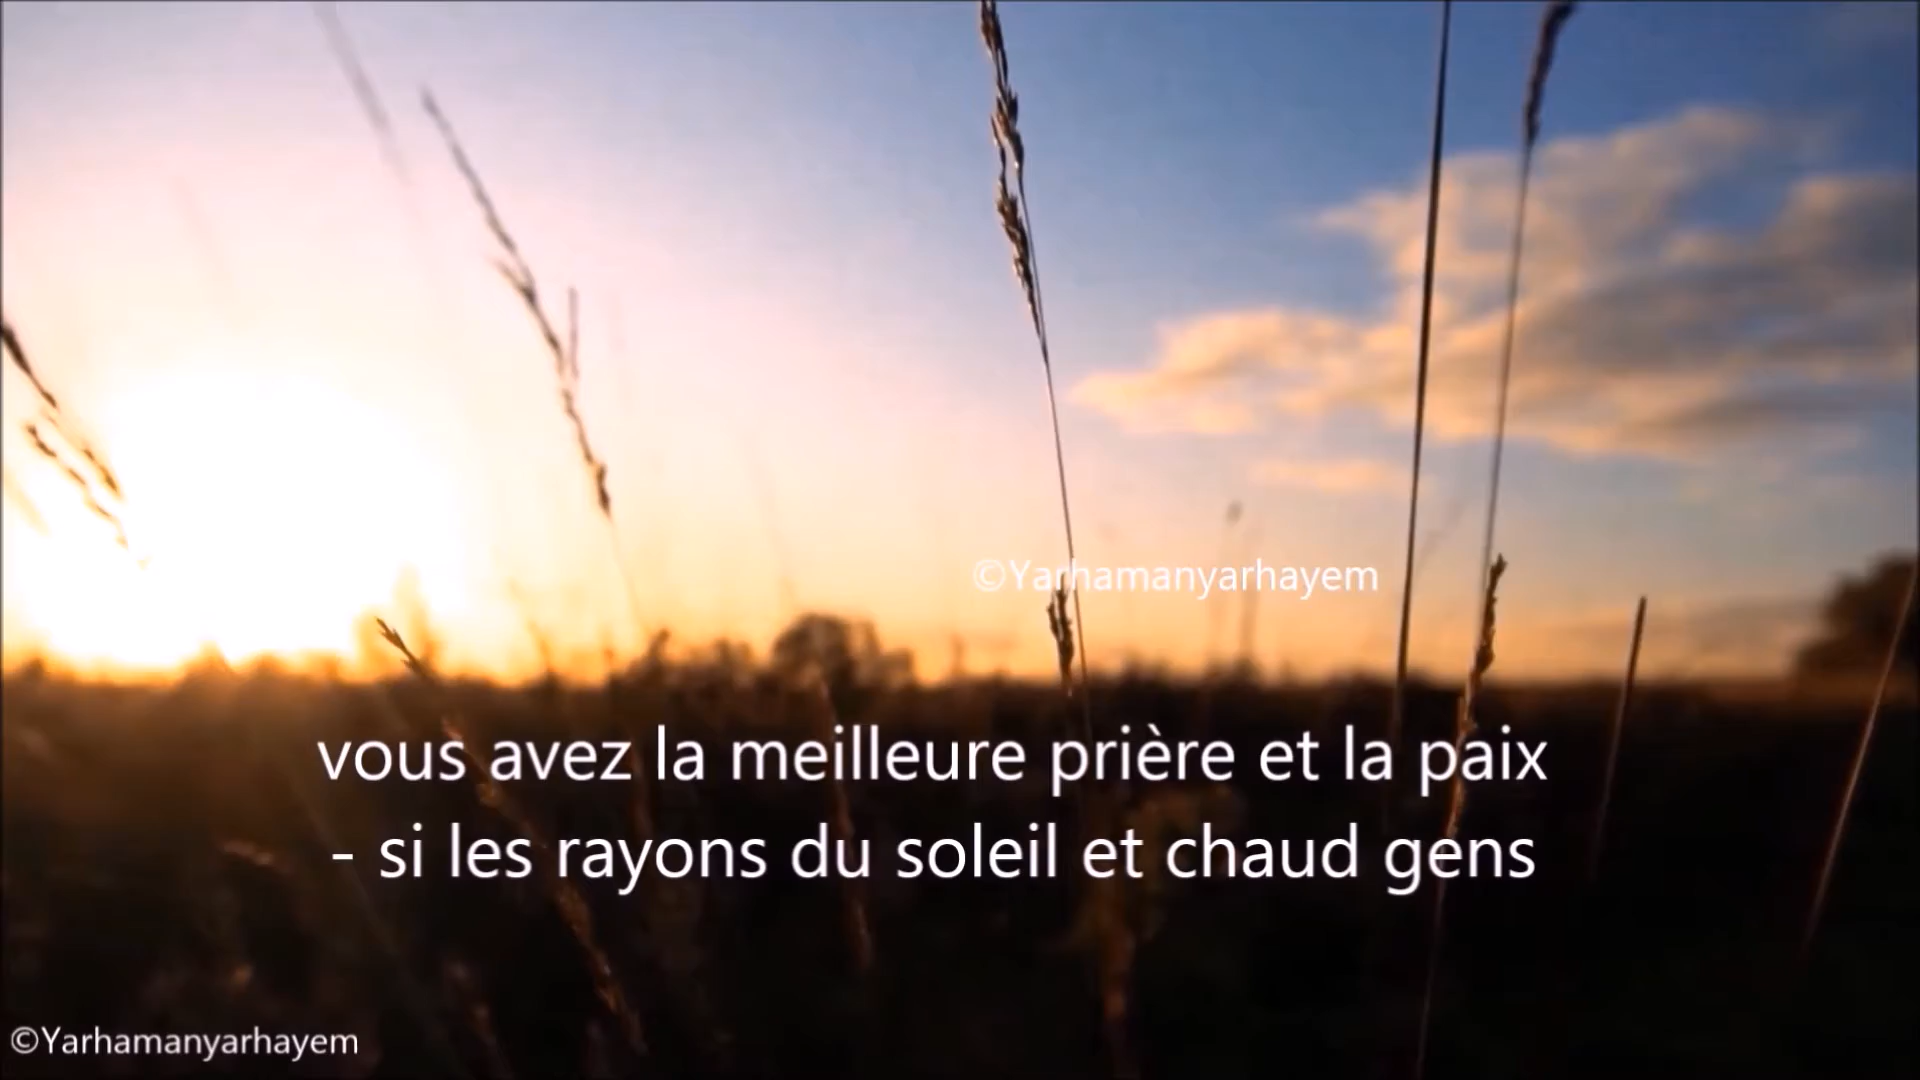 ©Yarhamanyarhayem
vous avez la meilleure prière et la paix
- si les rayons du soleil et chaud gens
©Yarhamanyarhayem